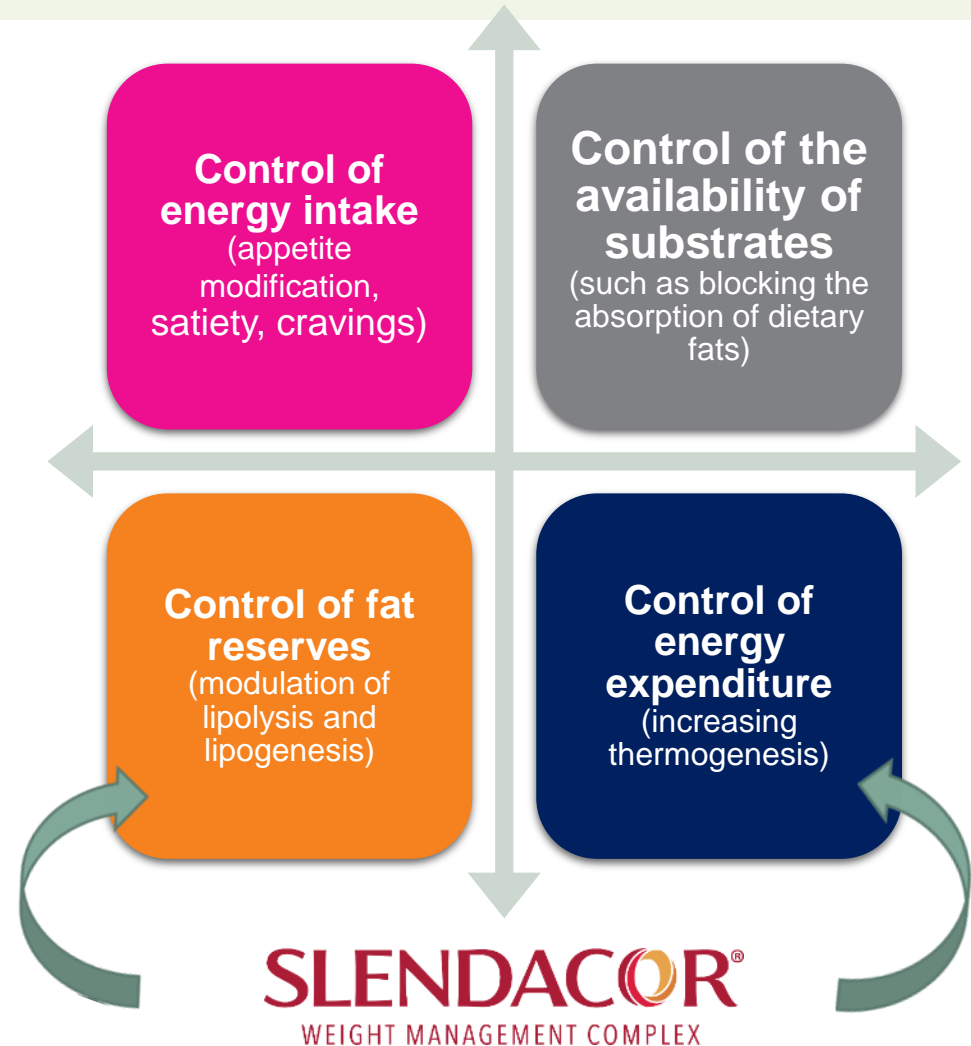 Control of
energy intake
(appetite
modification,
satiety, cravings)
Control of the
availability of
substrates
(such as blocking the
absorption of dietary
fats)
Control of fat
reserves
(modulation of
lipolysis and
lipogenesis)
Control of
energy
expenditure
(increasing
thermogenesis)
SLENDACOR®
WEIGHT MANAGEMENT COMPLEX